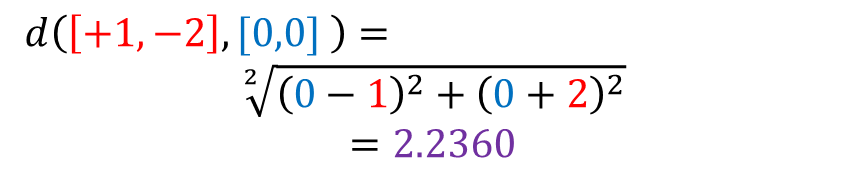 d([+1, −2], [0,0] ) =
²√(0 − 1)² + (0 + 2)²
= 2.2360